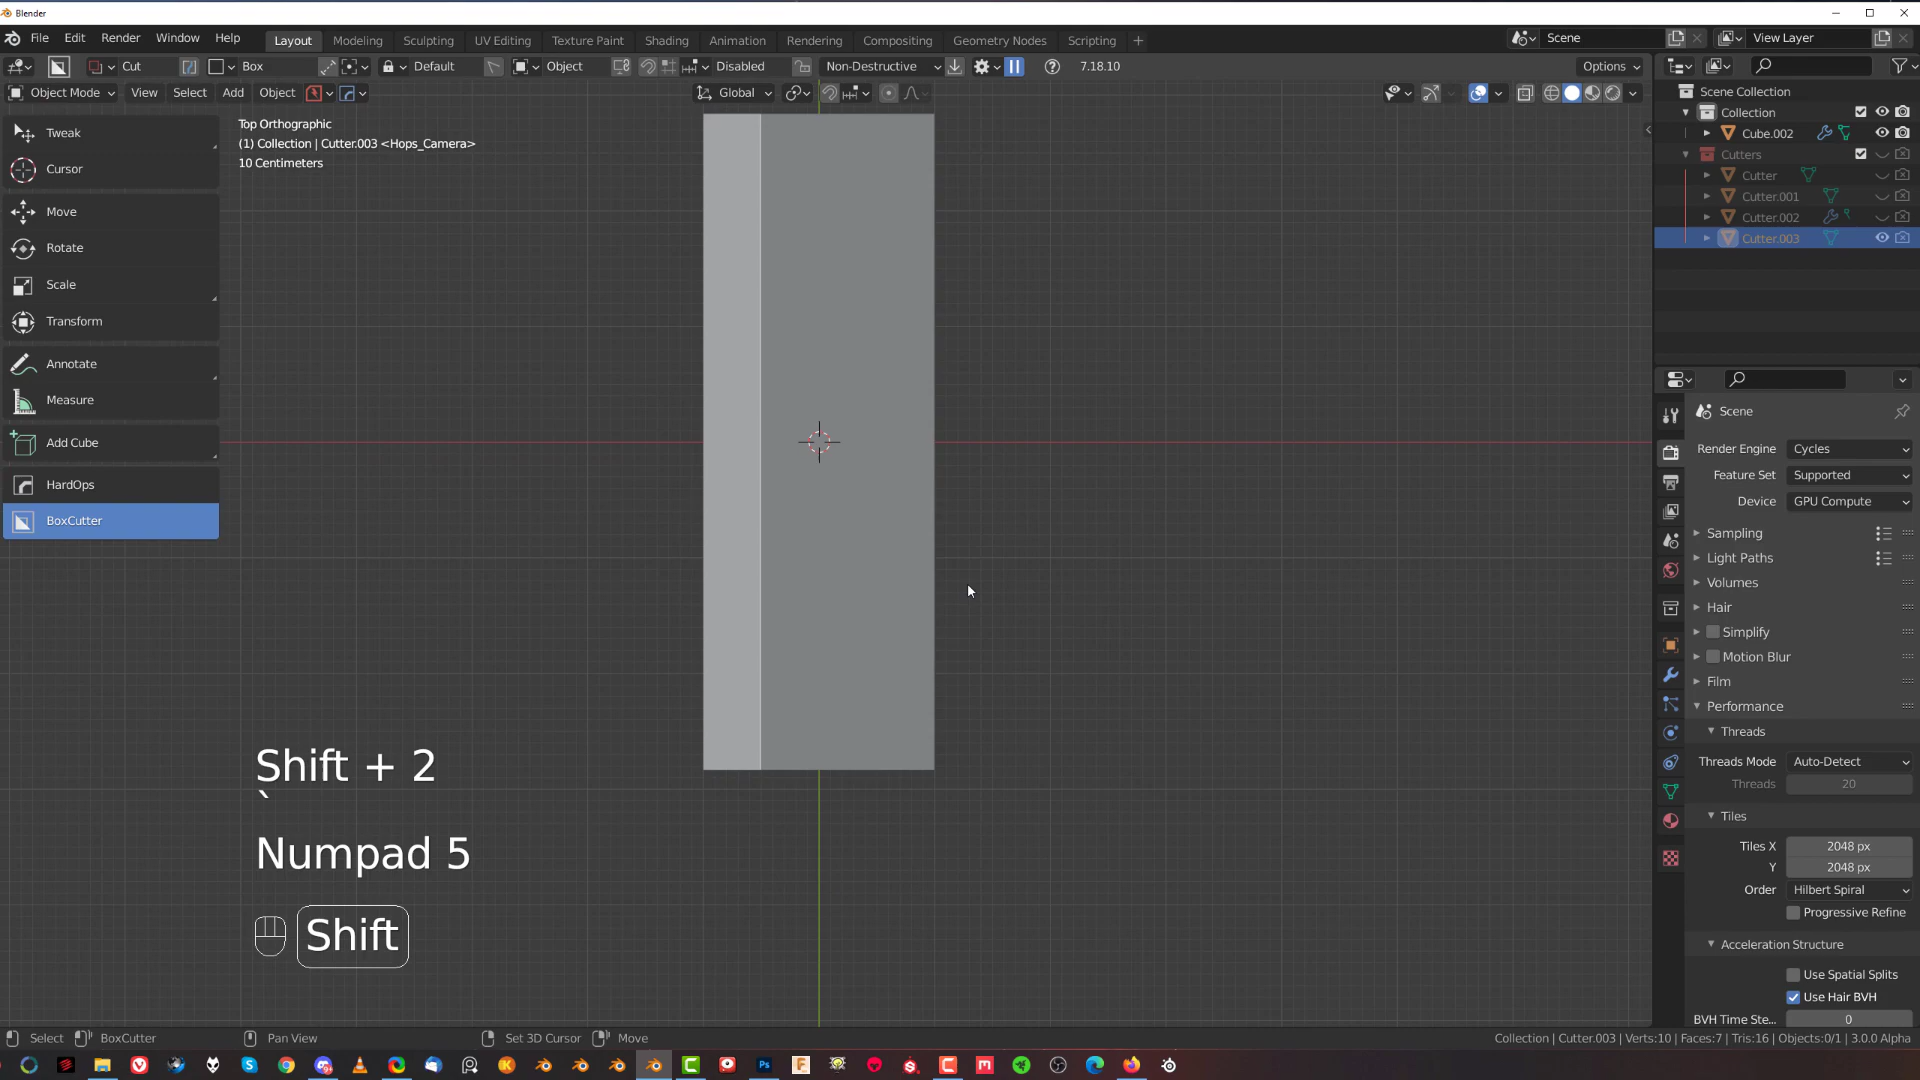 Blender
File Edit Render Window Help
Layout Modeling Sculpting UV Editing Texture Paint Shading Animation Rendering Compositing Geometry Nodes Scripting +
Scene
View Layer
Cut Box Default Object Disabled Non-Destructive 7.18.10 Options
Object Mode View Select Add Object Global
Tweak
Cursor
Move
Rotate
Scale
Transform
Annotate
Measure
Add Cube
HardOps
BoxCutter
Top Orthographic
(1) Collection | Cutter.003 <Hops_Camera>
10 Centimeters
Shift + 2
`
Numpad 5
Shift
Scene Collection
Collection
Cube.002
Cutters
Cutter
Cutter.001
Cutter.002
Cutter.003
Scene
Render Engine Cycles
Feature Set Supported
Device GPU Compute
Sampling
Light Paths
Volumes
Hair
Simplify
Motion Blur
Film
Performance
Threads
Threads Mode Auto-Detect
Threads 20
Tiles
Tiles X 2048 px
Y 2048 px
Order Hilbert Spiral
Progressive Refine
Acceleration Structure
Use Spatial Splits
Use Hair BVH
BVH Time Ste... 0
Select BoxCutter Pan View Set 3D Cursor Move
Collection | Cutter.003 | Verts:10 | Faces:7 | Tris:16 | Objects:0/1 | 3.0.0 Alpha